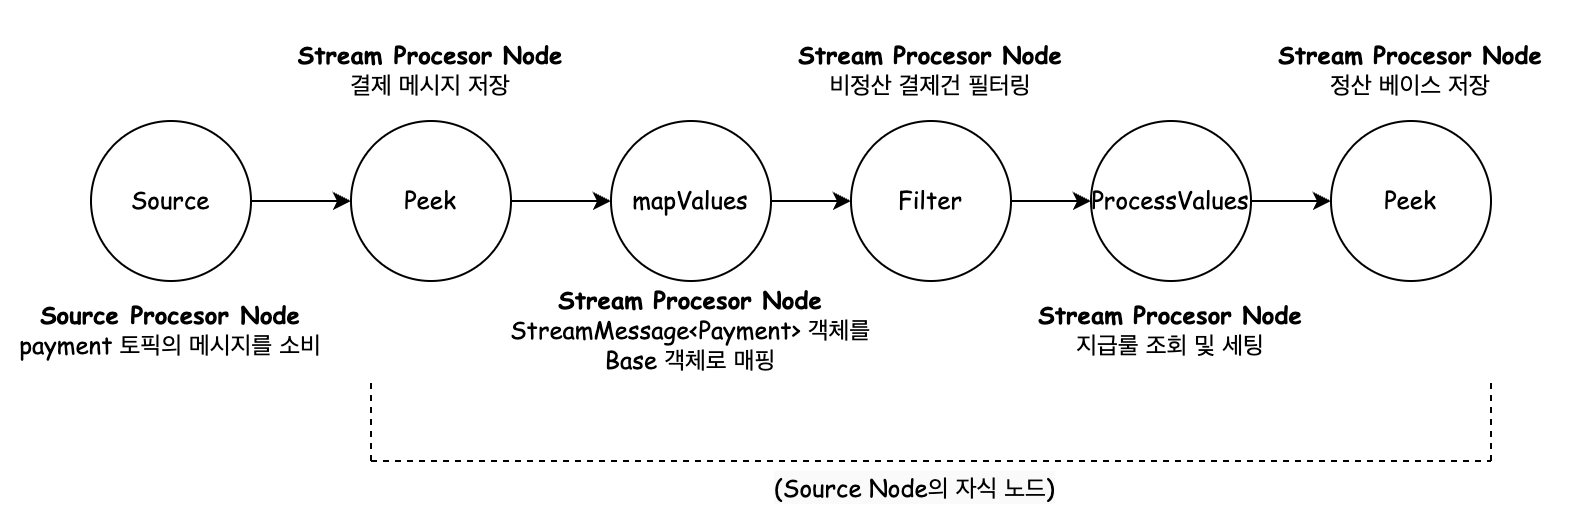 Stream Procesor Node
결제 메시지 저장
Stream Procesor Node
비정산 결제건 필터링
Stream Procesor Node
정산 베이스 저장
Source
Peek
mapValues
Filter
ProcessValues
Peek
Source Procesor Node
payment 토픽의 메시지를 소비
Stream Procesor Node
StreamMessage<Payment> 객체를
Base 객체로 매핑
Stream Procesor Node
지급룰 조회 및 세팅
(Source Node의 자식 노드)